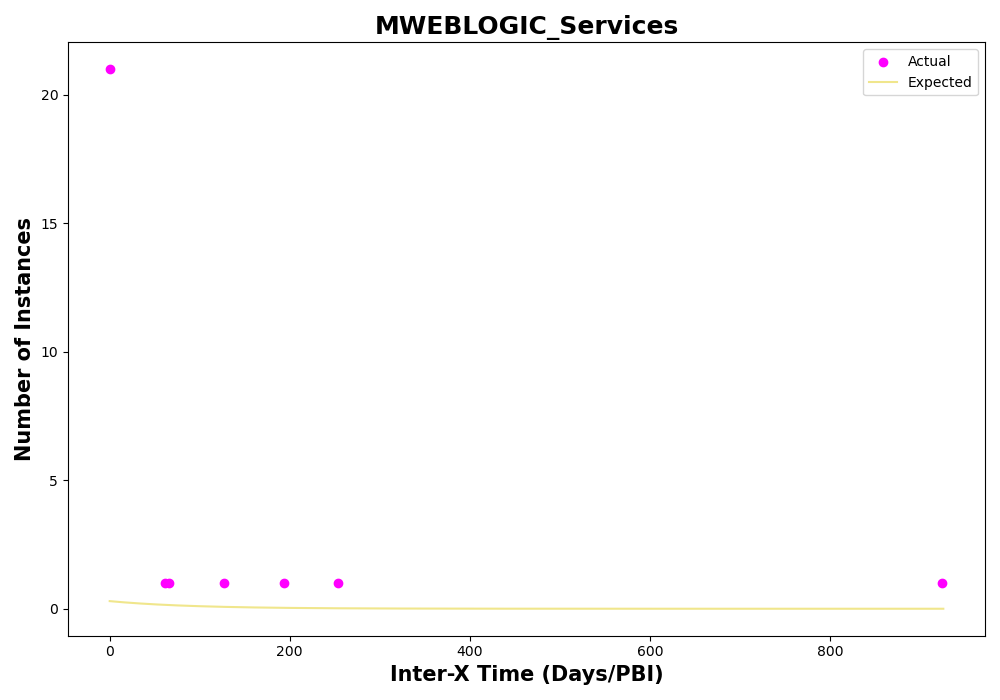 MWEBLOGIC_Services
Actual
Expected
Number of Instances
20
15
10
5
0
0 200 400 600 800
Inter-X Time (Days/PBI)